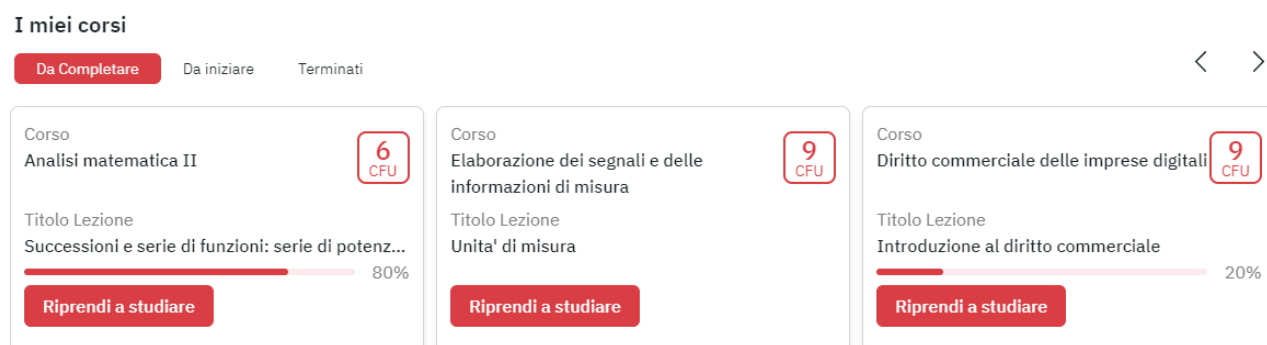 I miei corsi
Da Completare
Da iniziare
Terminati
Corso
Analisi matematica II
6
CFU
Titolo Lezione
Successioni e serie di funzioni: serie di potenz...
80%
Riprendi a studiare
Corso
Elaborazione dei segnali e delle
informazioni di misura
9
CFU
Titolo Lezione
Unita' di misura
Riprendi a studiare
Corso
Diritto commerciale delle imprese digitali
9
CFU
Titolo Lezione
Introduzione al diritto commerciale
20%
Riprendi a studiare